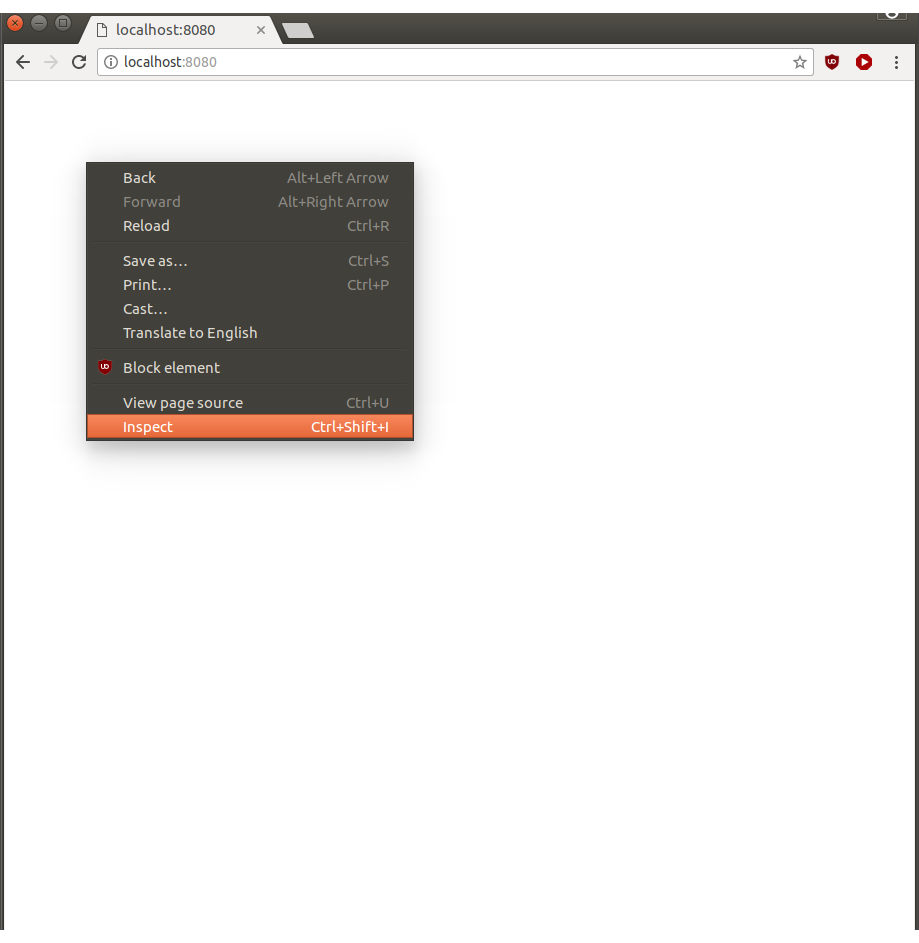 localhost:8080
localhost:8080
Back Alt+Left Arrow
Forward Alt+Right Arrow
Reload Ctrl+R
Save as… Ctrl+S
Print… Ctrl+P
Cast…
Translate to English
Block element
View page source Ctrl+U
Inspect Ctrl+Shift+I